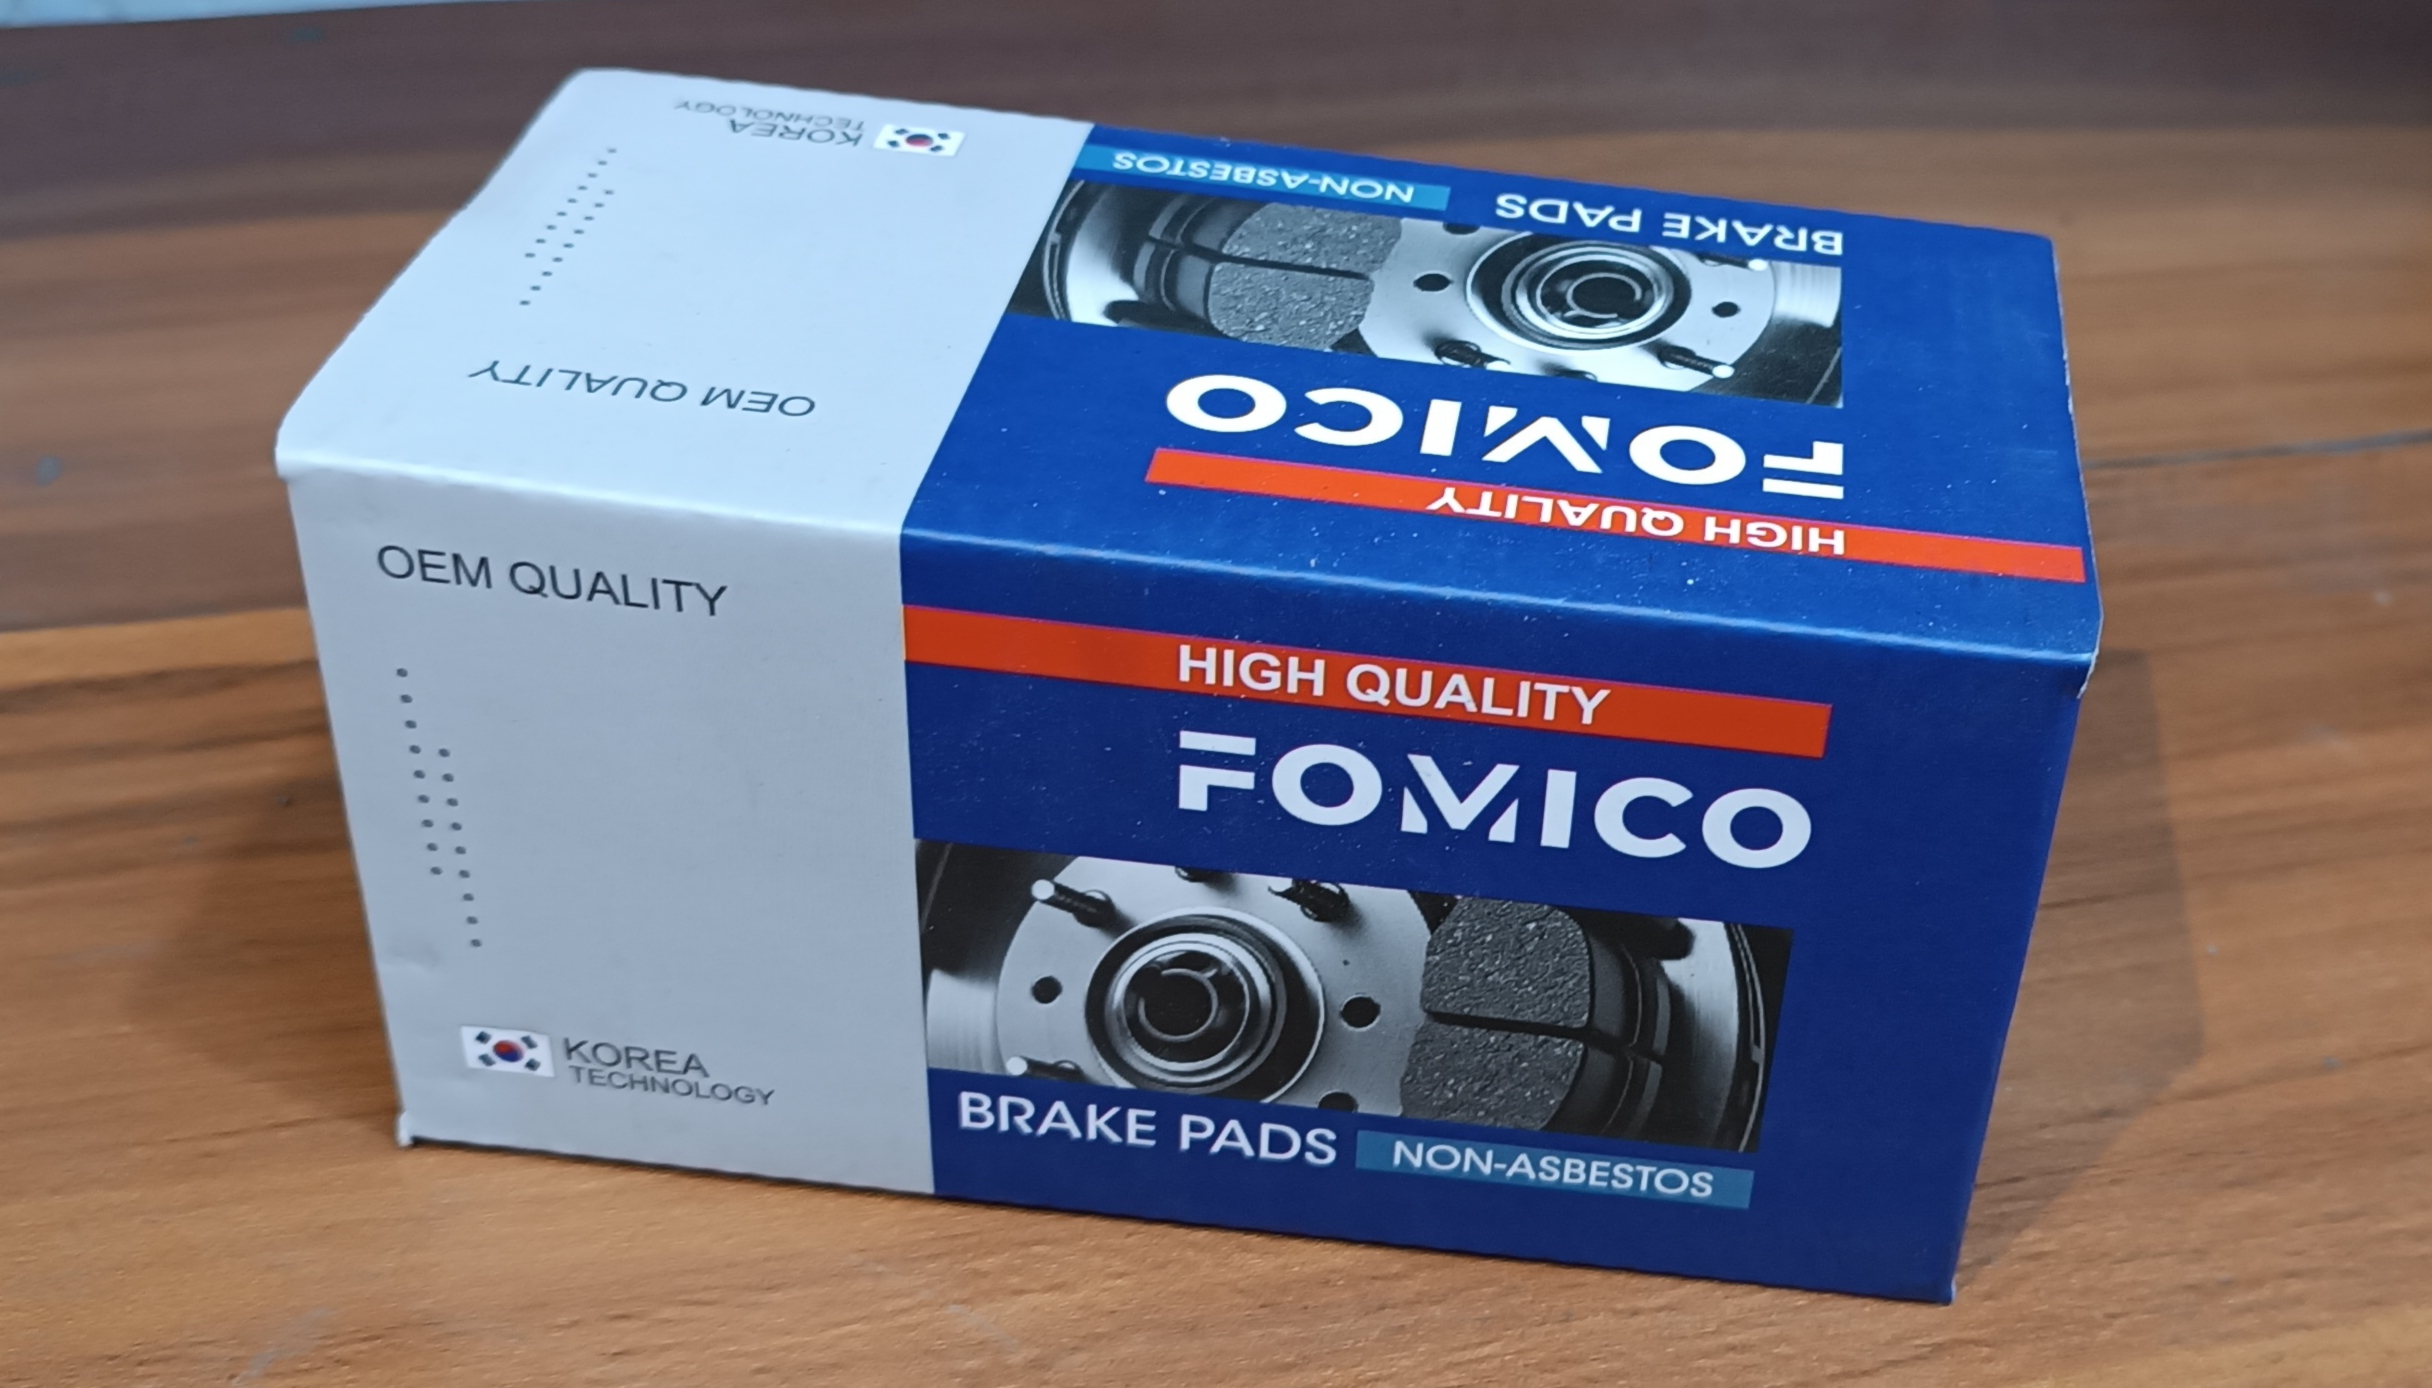 KOREA
TECHNOLOGY
OEM QUALITY
NON-ASBESTOS
BRAKE PADS
FOMICO
HIGH QUALITY
OEM QUALITY
KOREA
TECHNOLOGY
HIGH QUALITY
FOMICO
BRAKE PADS
NON-ASBESTOS